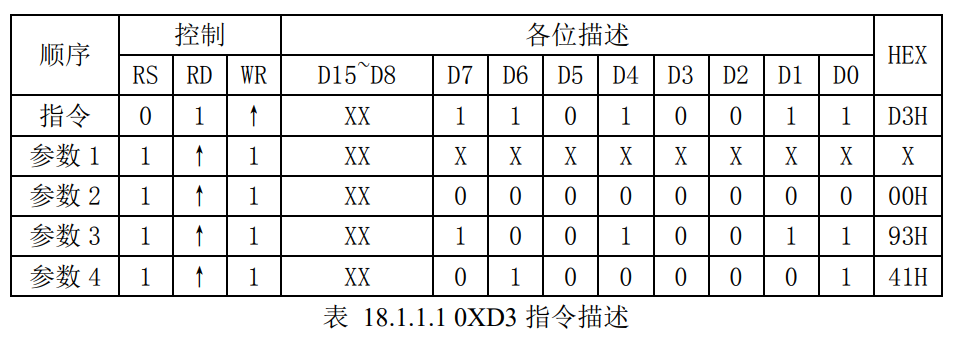 顺序 控制 各位描述 HEX
RS RD WR D15~D8 D7 D6 D5 D4 D3 D2 D1 D0
指令 0 1 ↑ XX 1 1 0 1 0 0 1 1 D3H
参数1 1 ↑ 1 XX X X X X X X X X X
参数2 1 ↑ 1 XX 0 0 0 0 0 0 0 0 00H
参数3 1 ↑ 1 XX 1 0 0 1 0 0 1 1 93H
参数4 1 ↑ 1 XX 0 1 0 0 0 0 0 1 41H
表 18.1.1.1 0XD3 指令描述